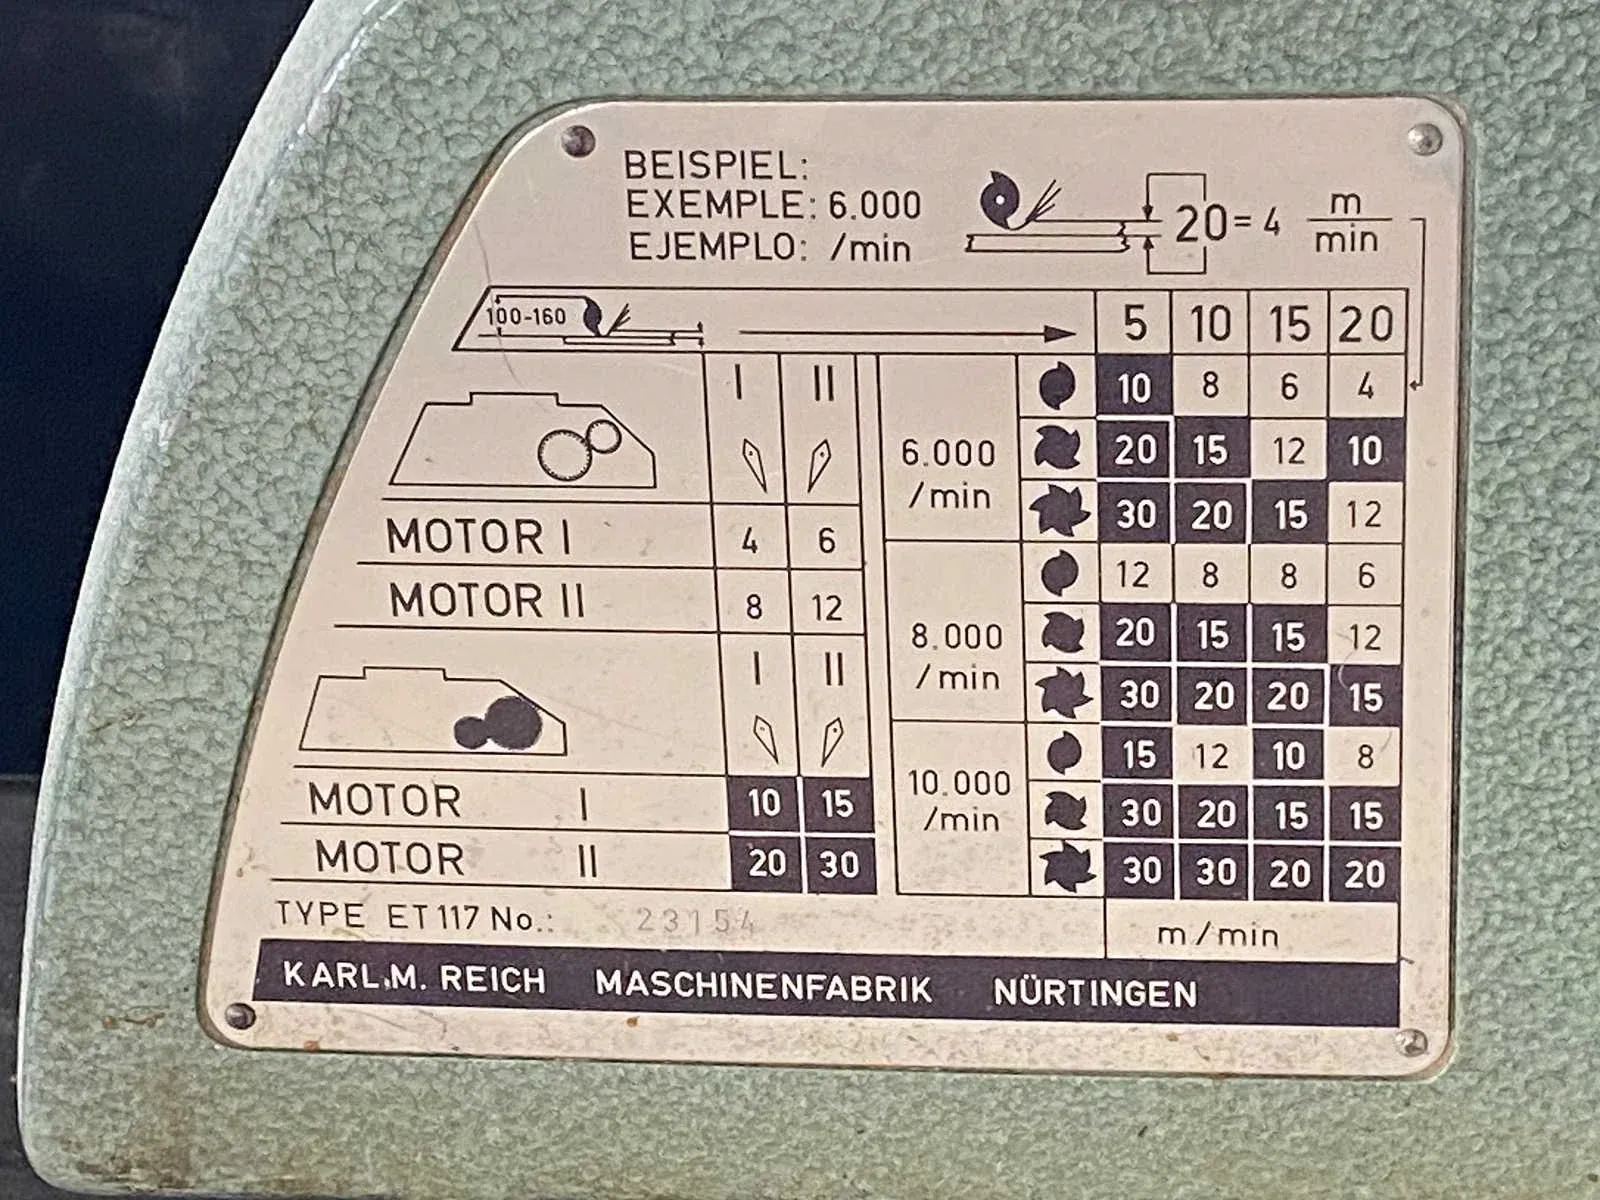 BEISPIEL:
EXEMPLE: 6.000
EJEMPLO: /min
20 = 4 m/min
100-160 5 10 15 20
I II
10 8 6 4
6.000 /min 20 15 12 10
30 20 15 12
MOTOR I 4 6
MOTOR II 8 12
12 8 8 6
8.000 /min 20 15 15 12
30 20 20 15
I II
15 12 10 8
10.000 /min 30 20 15 15
30 30 20 20
MOTOR I 10 15
MOTOR II 20 30
TYPE ET 117 No.: 23154
m/min
KARL.M. REICH MASCHINENFABRIK NÜRTINGEN